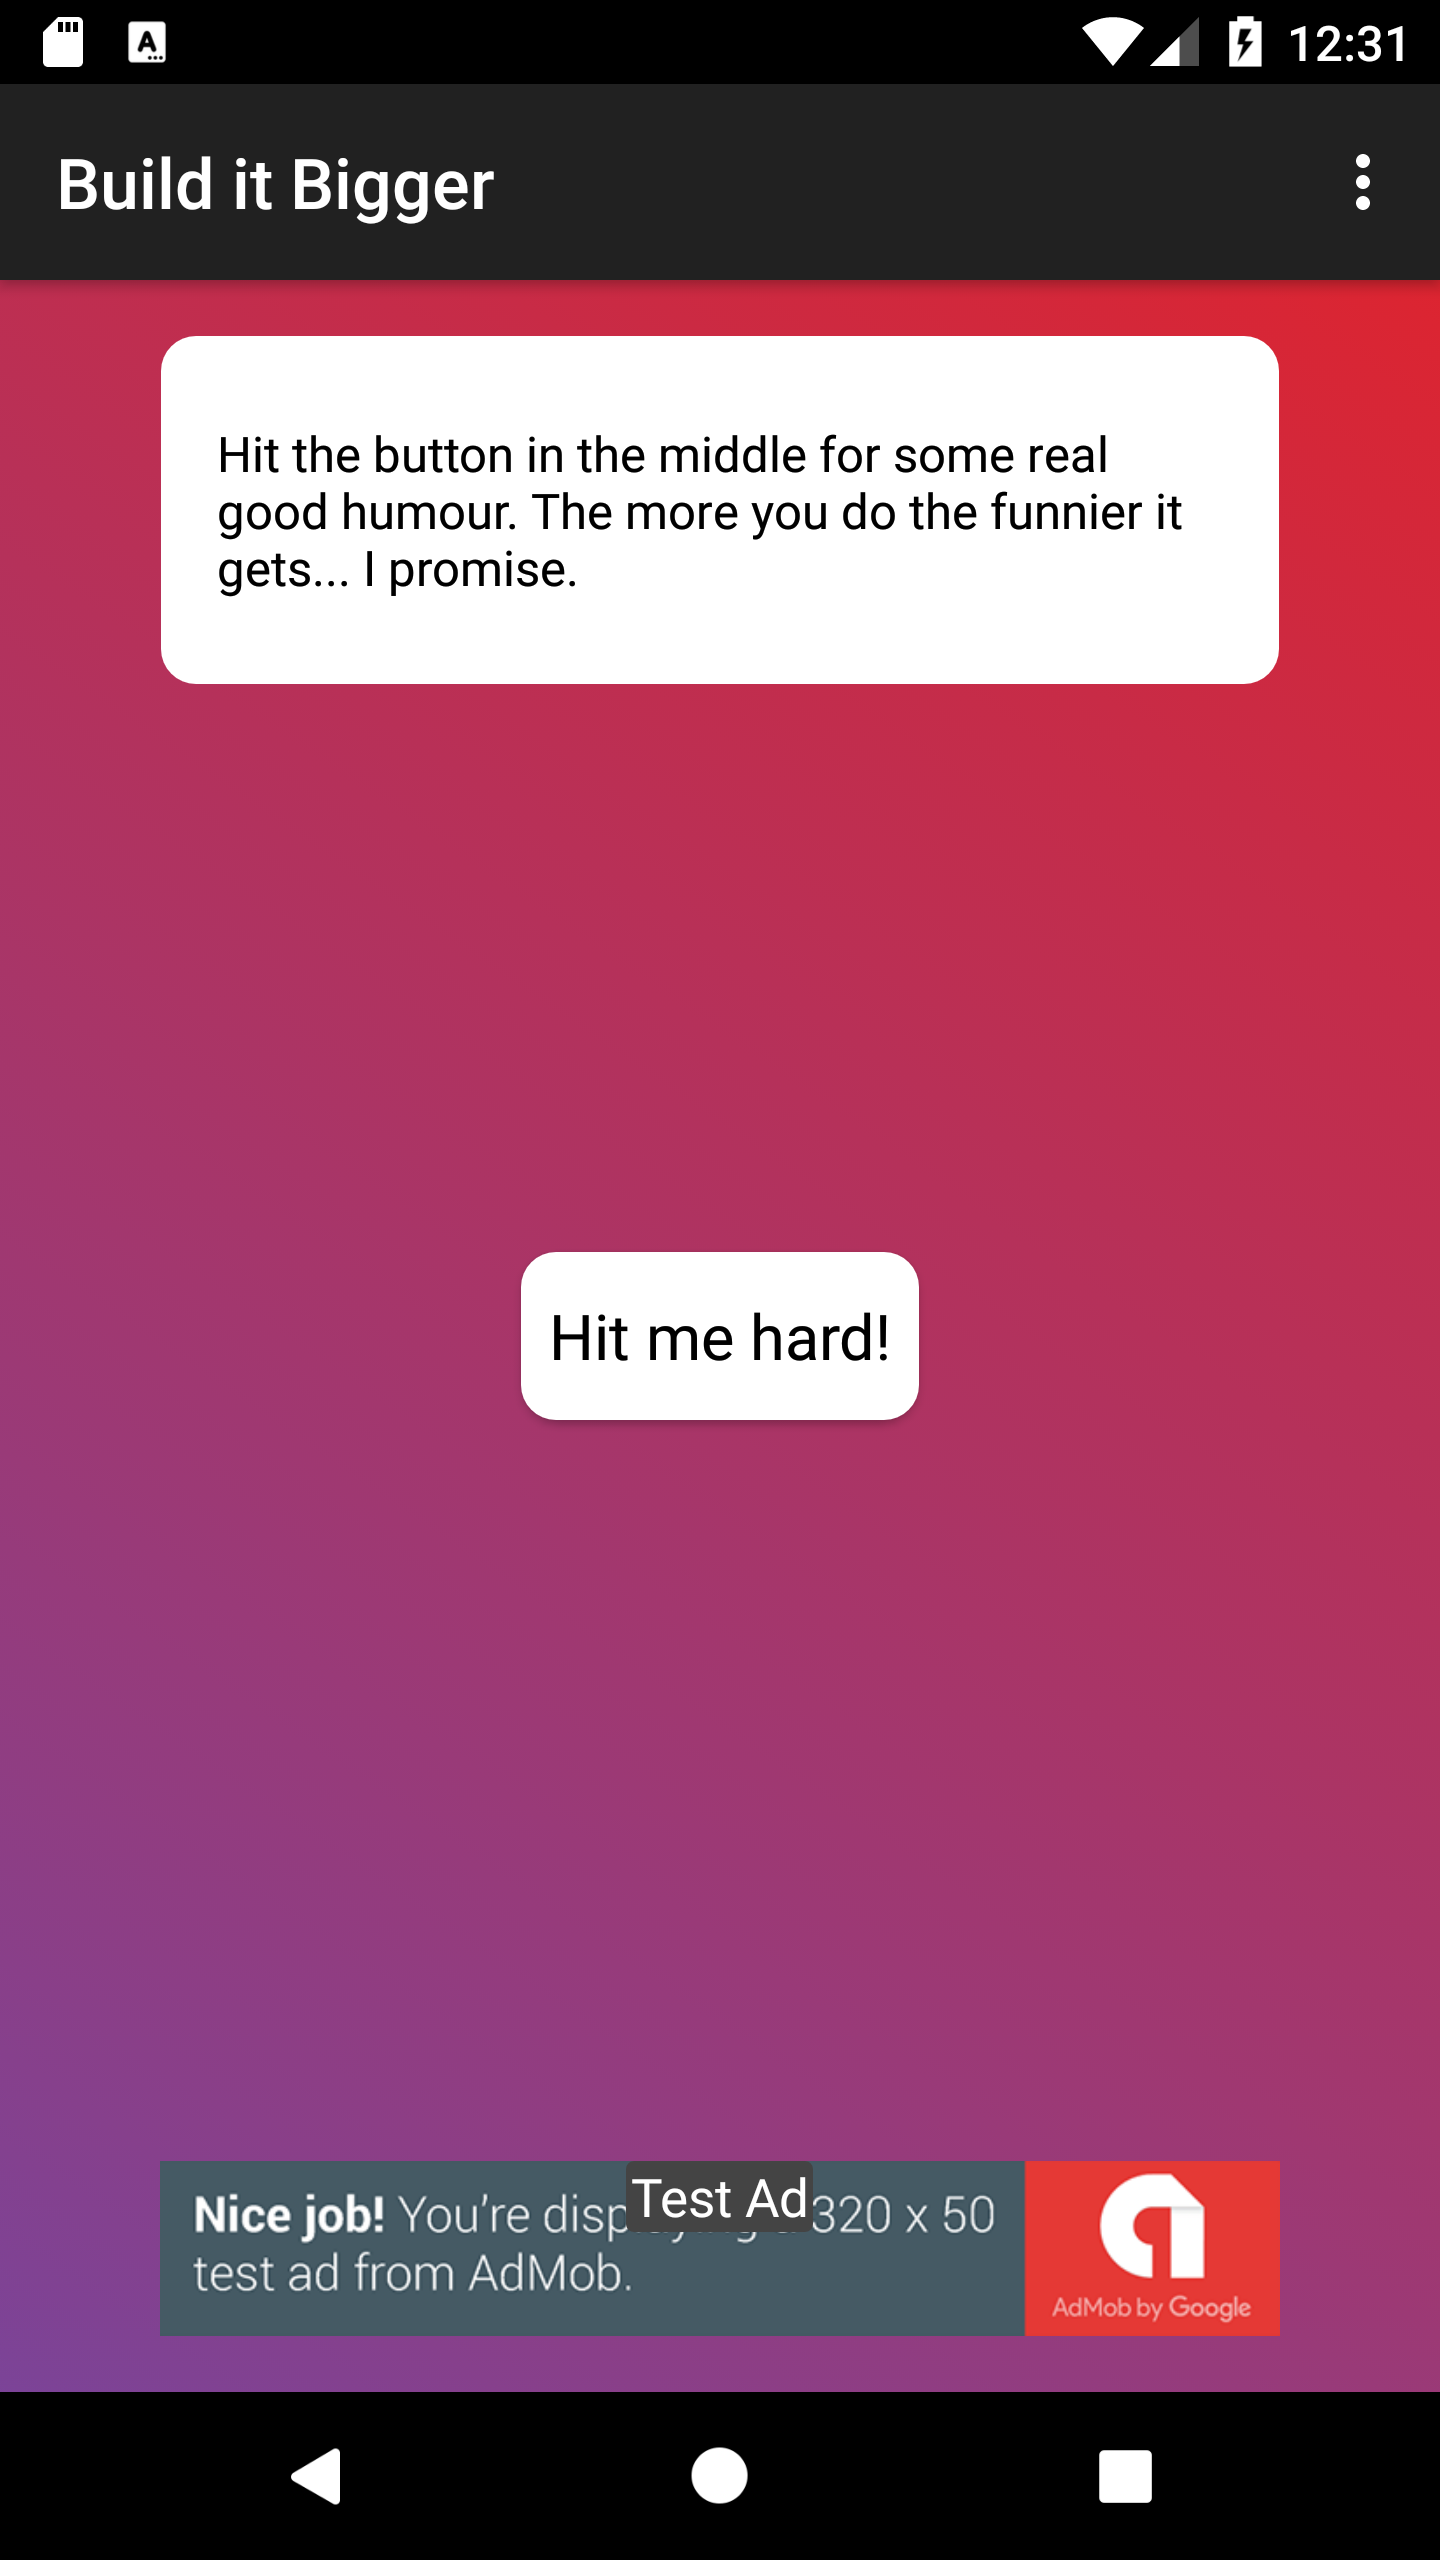 12:31
Build it Bigger
Hit the button in the middle for some real
good humour. The more you do the funnier it
gets... I promise.
Hit me hard!
Test Ad
Nice job! You're 320 x 50
test ad from AdMob.
AdMob by Google